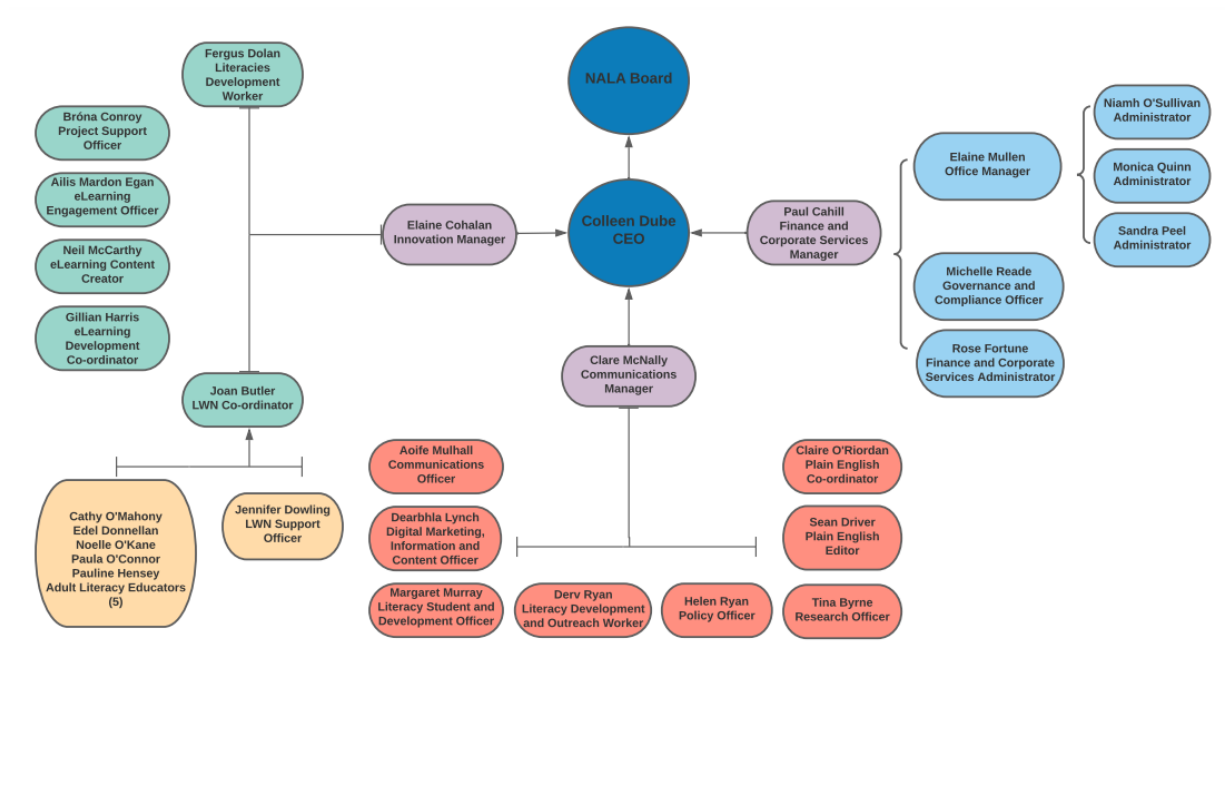 Fergus Dolan
Literacies
Development
Worker
Bróna Conroy
Project Support
Officer
Ailis Mardon Egan
eLearning
Engagement Officer
Neil McCarthy
eLearning Content
Creator
Gillian Harris
eLearning
Development
Co-ordinator
Joan Butler
LWN Co-ordinator
Cathy O'Mahony
Edel Donnellan
Noelle O'Kane
Paula O'Connor
Pauline Hensey
Adult Literacy Educators
(5)
Jennifer Dowling
LWN Support
Officer
Elaine Cohalan
Innovation Manager
NALA Board
Colleen Dube
CEO
Paul Cahill
Finance and
Corporate Services
Manager
Clare McNally
Communications
Manager
Elaine Mullen
Office Manager
Michelle Reade
Governance and
Compliance Officer
Rose Fortune
Finance and Corporate
Services Administrator
Niamh O'Sullivan
Administrator
Monica Quinn
Administrator
Sandra Peel
Administrator
Aoife Mulhall
Communications
Officer
Dearbhla Lynch
Digital Marketing,
Information and
Content Officer
Margaret Murray
Literacy Student and
Development Officer
Derv Ryan
Literacy Development
and Outreach Worker
Helen Ryan
Policy Officer
Claire O'Riordan
Plain English
Co-ordinator
Sean Driver
Plain English
Editor
Tina Byrne
Research Officer